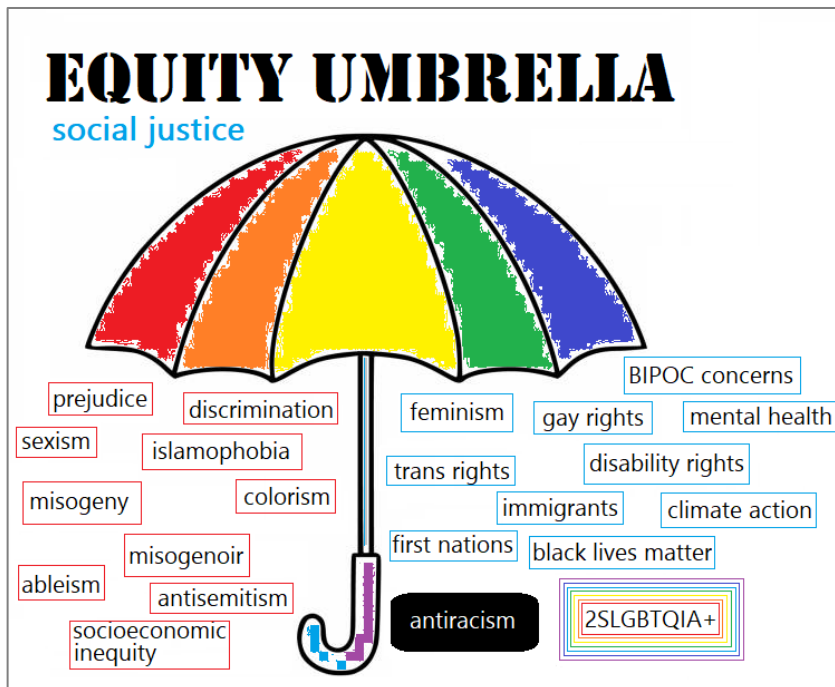 EQUITY UMBRELLA
social justice
prejudice
discrimination
sexism
islamophobia
misogeny
colorism
misogenoir
ableism
antisemitism
socioeconomic
inequity
BIPOC concerns
feminism
gay rights
mental health
trans rights
disability rights
immigrants
climate action
first nations
black lives matter
antiracism
2SLGBTQIA+